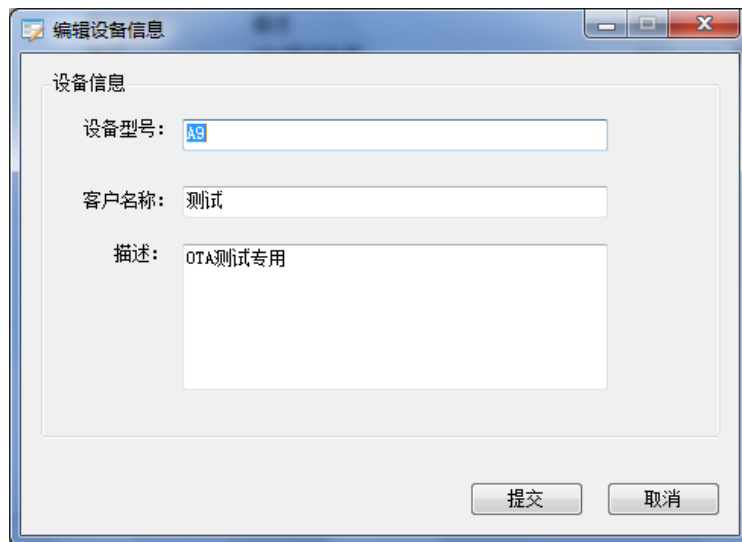 编辑设备信息
设备信息
设备型号： A9
客户名称： 测试
描述： OTA测试专用
提交 取消